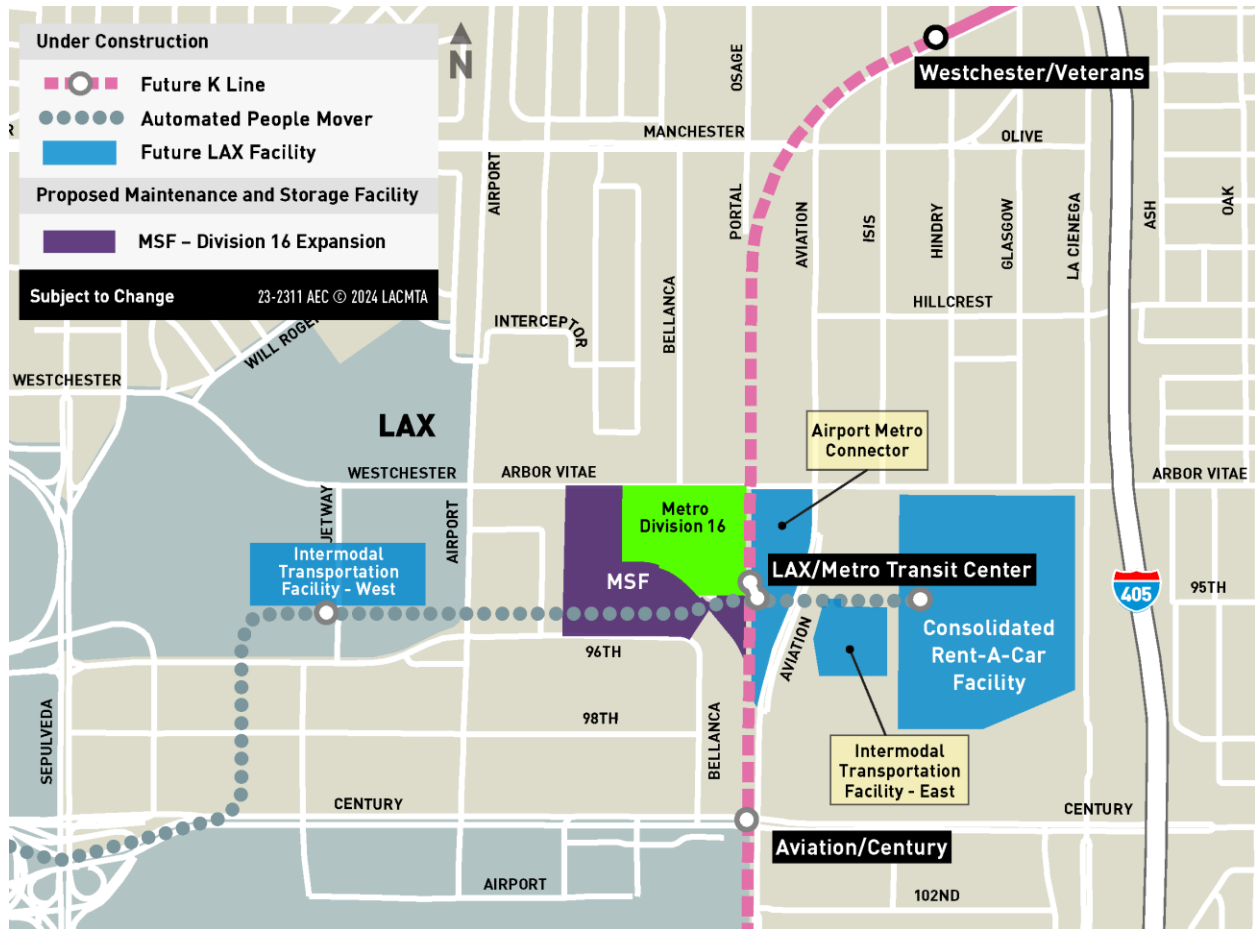 Under Construction
Future K Line
Automated People Mover
Future LAX Facility
Proposed Maintenance and Storage Facility
MSF – Division 16 Expansion
Subject to Change
23-2311 AEC © 2024 LACMTA
N
OSAGE
Westchester/Veterans
MANCHESTER
OLIVE
AIRPORT
PORTAL
AVIATION
ISIS
HINDRY
GLASGOW
LA CIENEGA
ASH
OAK
BELLANCA
HILLCREST
INTERCEPTOR
WILL ROGER
WESTCHESTER
LAX
Airport Metro
Connector
WESTCHESTER
ARBOR VITAE
ARBOR VITAE
JETWAY
AIRPORT
Metro
Division 16
Intermodal
Transportation
Facility - West
MSF
LAX/Metro Transit Center
405
95TH
Consolidated
Rent-A-Car
Facility
96TH
AVIATION
98TH
SEPULVEDA
BELLANCA
Intermodal
Transportation
Facility - East
CENTURY
CENTURY
Aviation/Century
AIRPORT
102ND